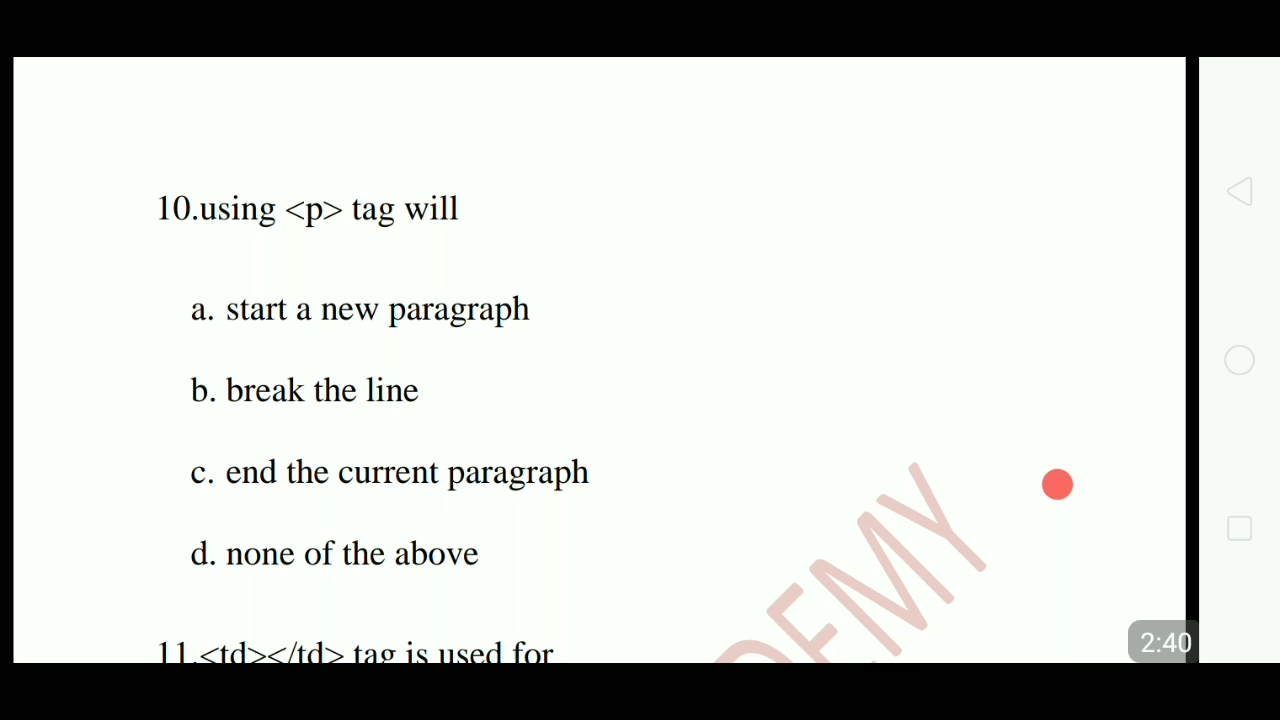 10.using <p> tag will
a. start a new paragraph
b. break the line
c. end the current paragraph
d. none of the above
11.<td></td> tag is used for
DEMY
2:40